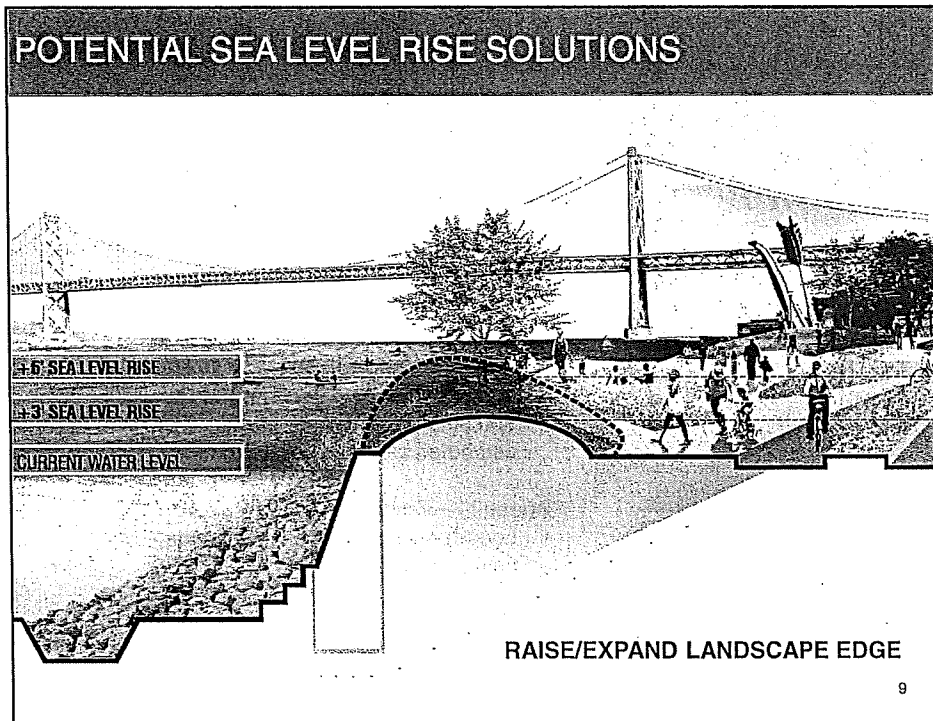 POTENTIAL SEA LEVEL RISE SOLUTIONS
+6' SEA LEVEL RISE
+3' SEA LEVEL RISE
CURRENT WATER LEVEL
RAISE/EXPAND LANDSCAPE EDGE
9